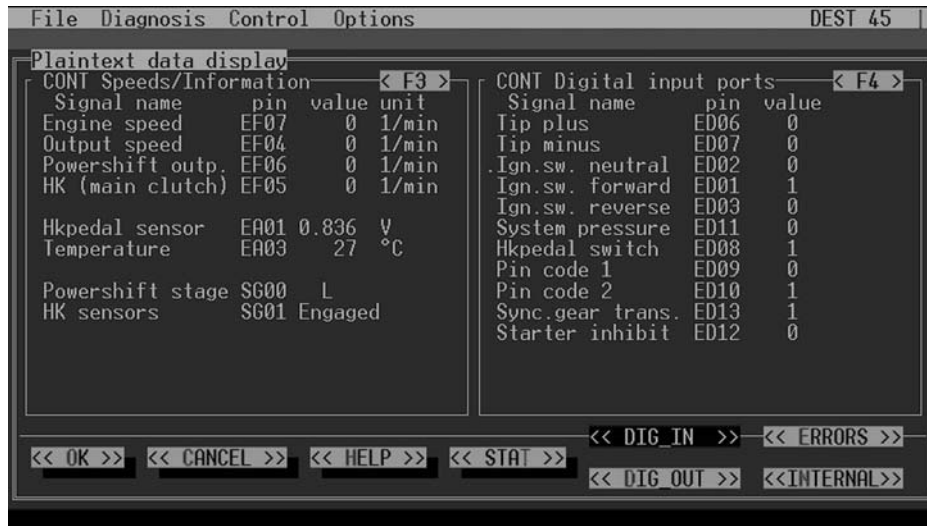 File Diagnosis Control Options DEST 45
Plaintext data display
CONT Speeds/Information < F3 >
Signal name pin value unit
Engine speed EF07 0 1/min
Output speed EF04 0 1/min
Powershift outp. EF06 0 1/min
HK (main clutch) EF05 0 1/min
Hkpedal sensor EA01 0.836 V
Temperature EA03 27 °C
Powershift stage SG00 L
HK sensors SG01 Engaged
CONT Digital input ports < F4 >
Signal name pin value
Tip plus ED06 0
Tip minus ED07 0
.Ign.sw. neutral ED02 0
Ign.sw. forward ED01 1
Ign.sw. reverse ED03 0
System pressure ED11 0
Hkpedal switch ED08 1
Pin code 1 ED09 0
Pin code 2 ED10 1
Sync.gear trans. ED13 1
Starter inhibit ED12 0
<< OK >> << CANCEL >> << HELP >> << STAT >>
<< DIG_IN >> << ERRORS >>
<< DIG_OUT >> <<INTERNAL>>